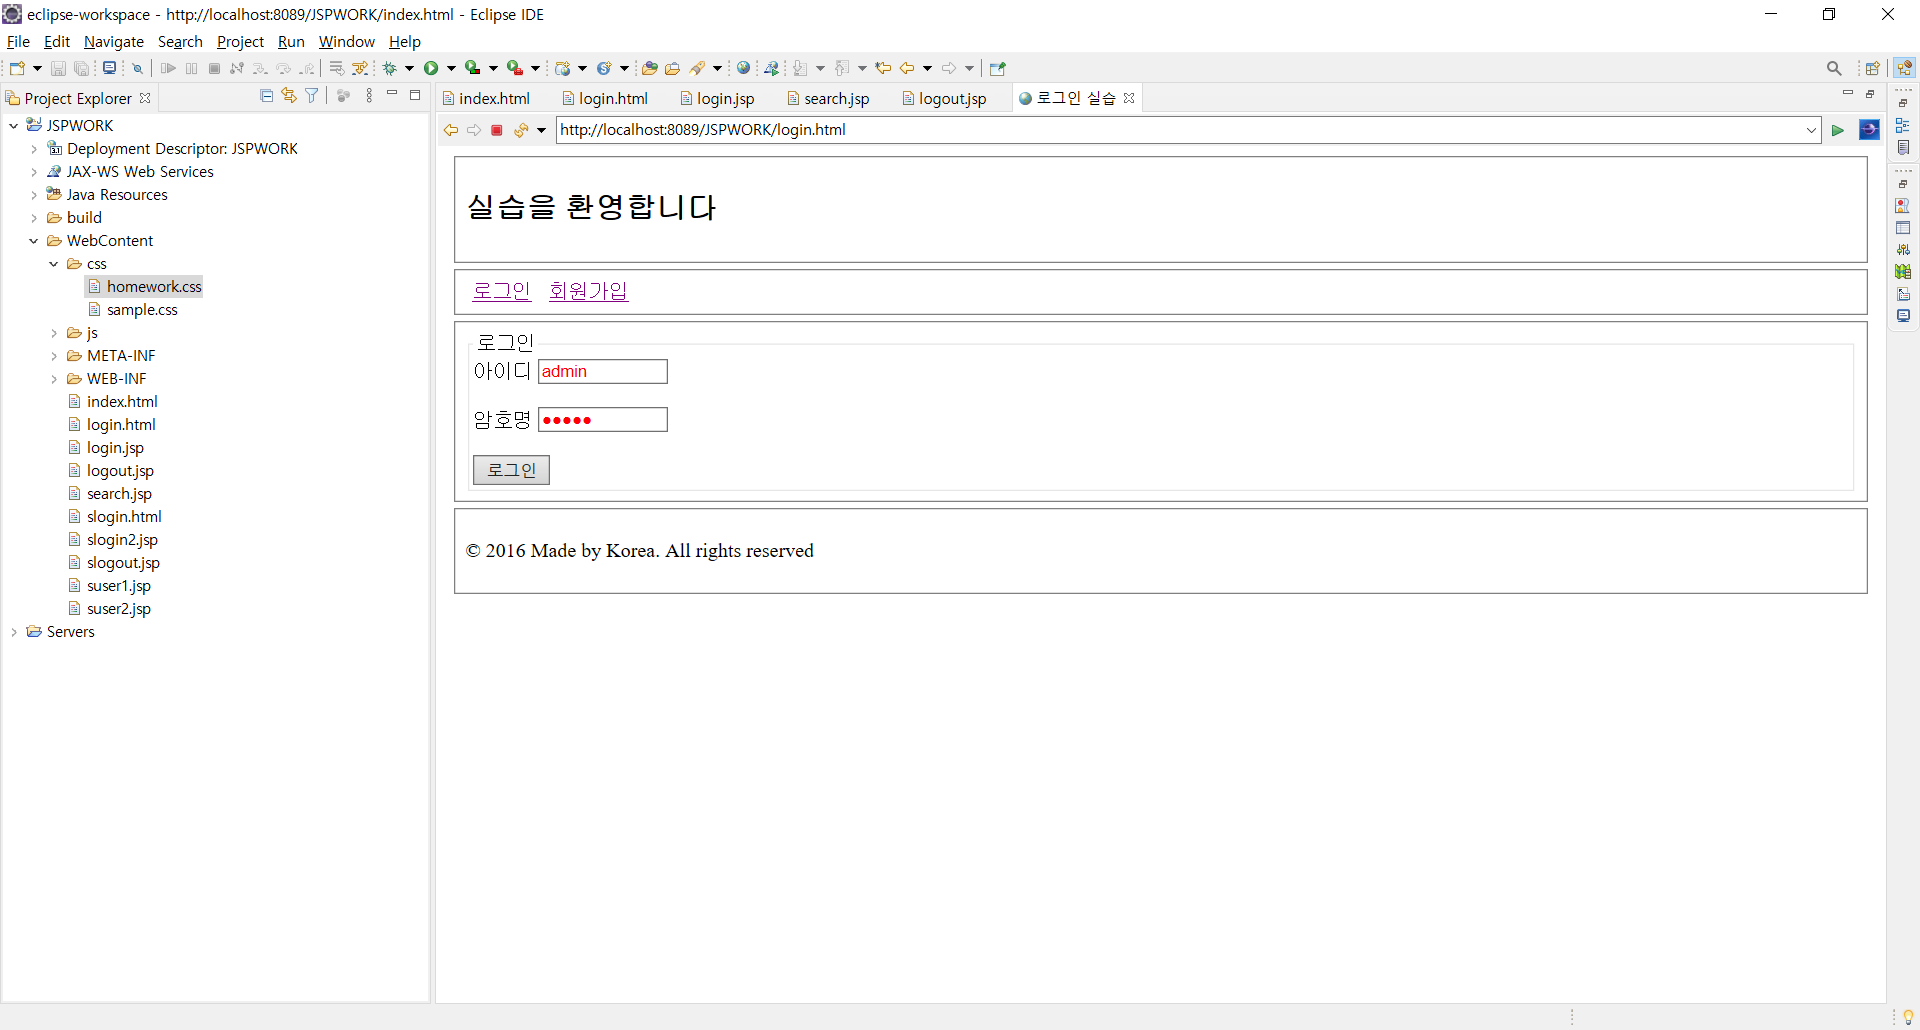 eclipse-workspace - http://localhost:8089/JSPWORK/index.html - Eclipse IDE
File Edit Navigate Search Project Run Window Help
Project Explorer
JSPWORK
Deployment Descriptor: JSPWORK
JAX-WS Web Services
Java Resources
build
WebContent
css
homework.css
sample.css
js
META-INF
WEB-INF
index.html
login.html
login.jsp
logout.jsp
search.jsp
slogin.html
slogin2.jsp
slogout.jsp
suser1.jsp
suser2.jsp
Servers
index.html login.html login.jsp search.jsp logout.jsp 로그인 실습
http://localhost:8089/JSPWORK/login.html
실습을 환영합니다
로그인 회원가입
로그인
아이디 admin
암호명 •••••
로그인
© 2016 Made by Korea. All rights reserved